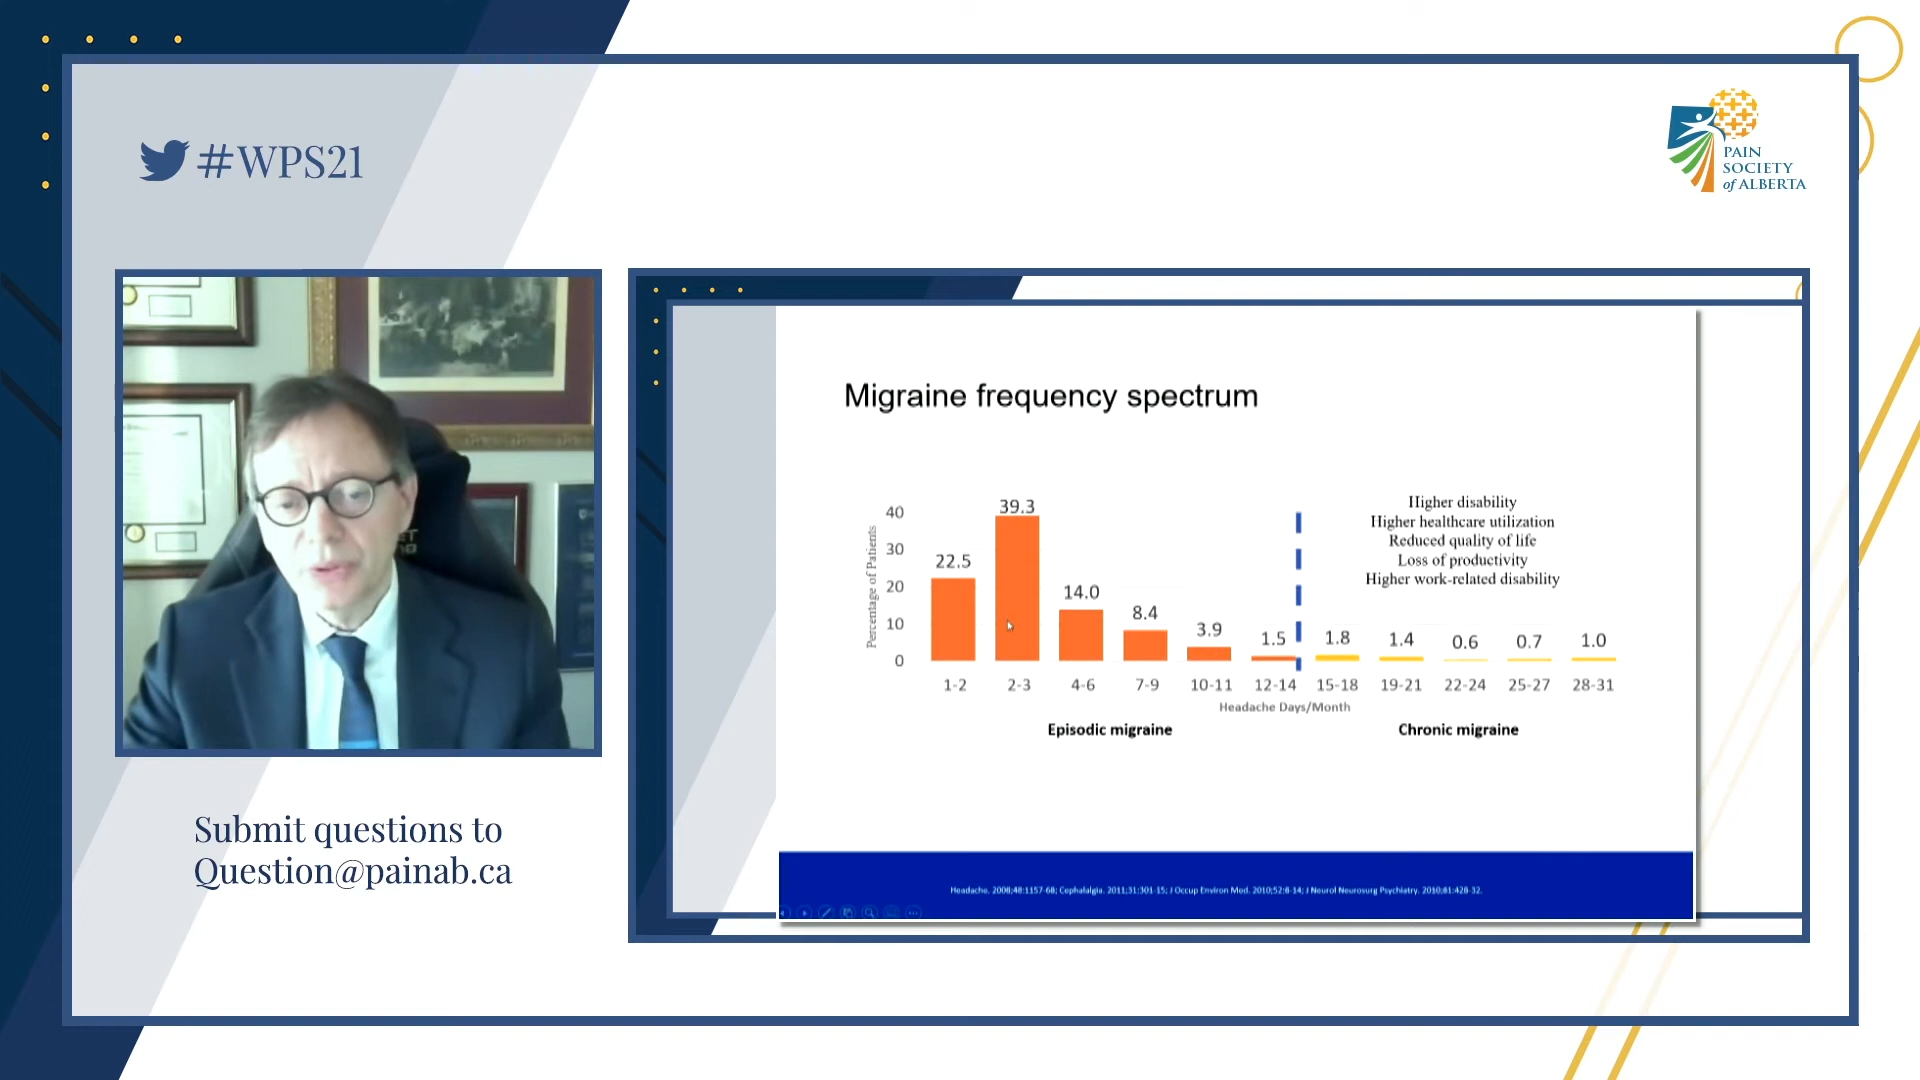 #WPS21
PAIN
SOCIETY
of ALBERTA
Migraine frequency spectrum
Percentage of Patients
40
30
20
10
0
22.5
39.3
14.0
8.4
3.9
1.5
1.8
1.4
0.6
0.7
1.0
Higher disability
Higher healthcare utilization
Reduced quality of life
Loss of productivity
Higher work-related disability
1-2
2-3
4-6
7-9
10-11
12-14
15-18
19-21
22-24
25-27
28-31
Headache Days/Month
Episodic migraine
Chronic migraine
Headache. 2008;48:1157-68; Cephalalgia. 2011;31:301-15; J Occup Environ Med. 2010;52:8-14; J Neurol Neurosurg Psychiatry. 2010;81:428-32.
Submit questions to
Question@painab.ca